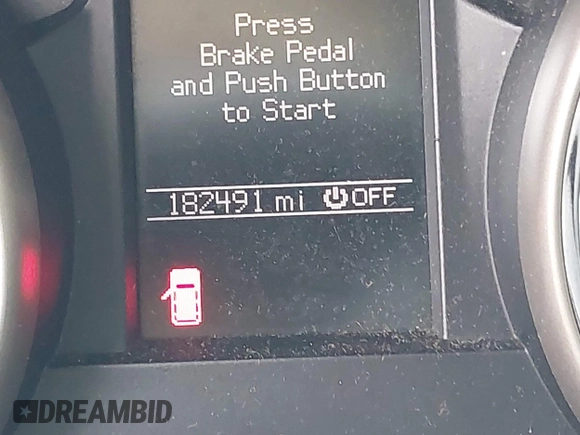 Press
Brake Pedal
and Push Button
to Start
182491 mi OFF
DREAMBID